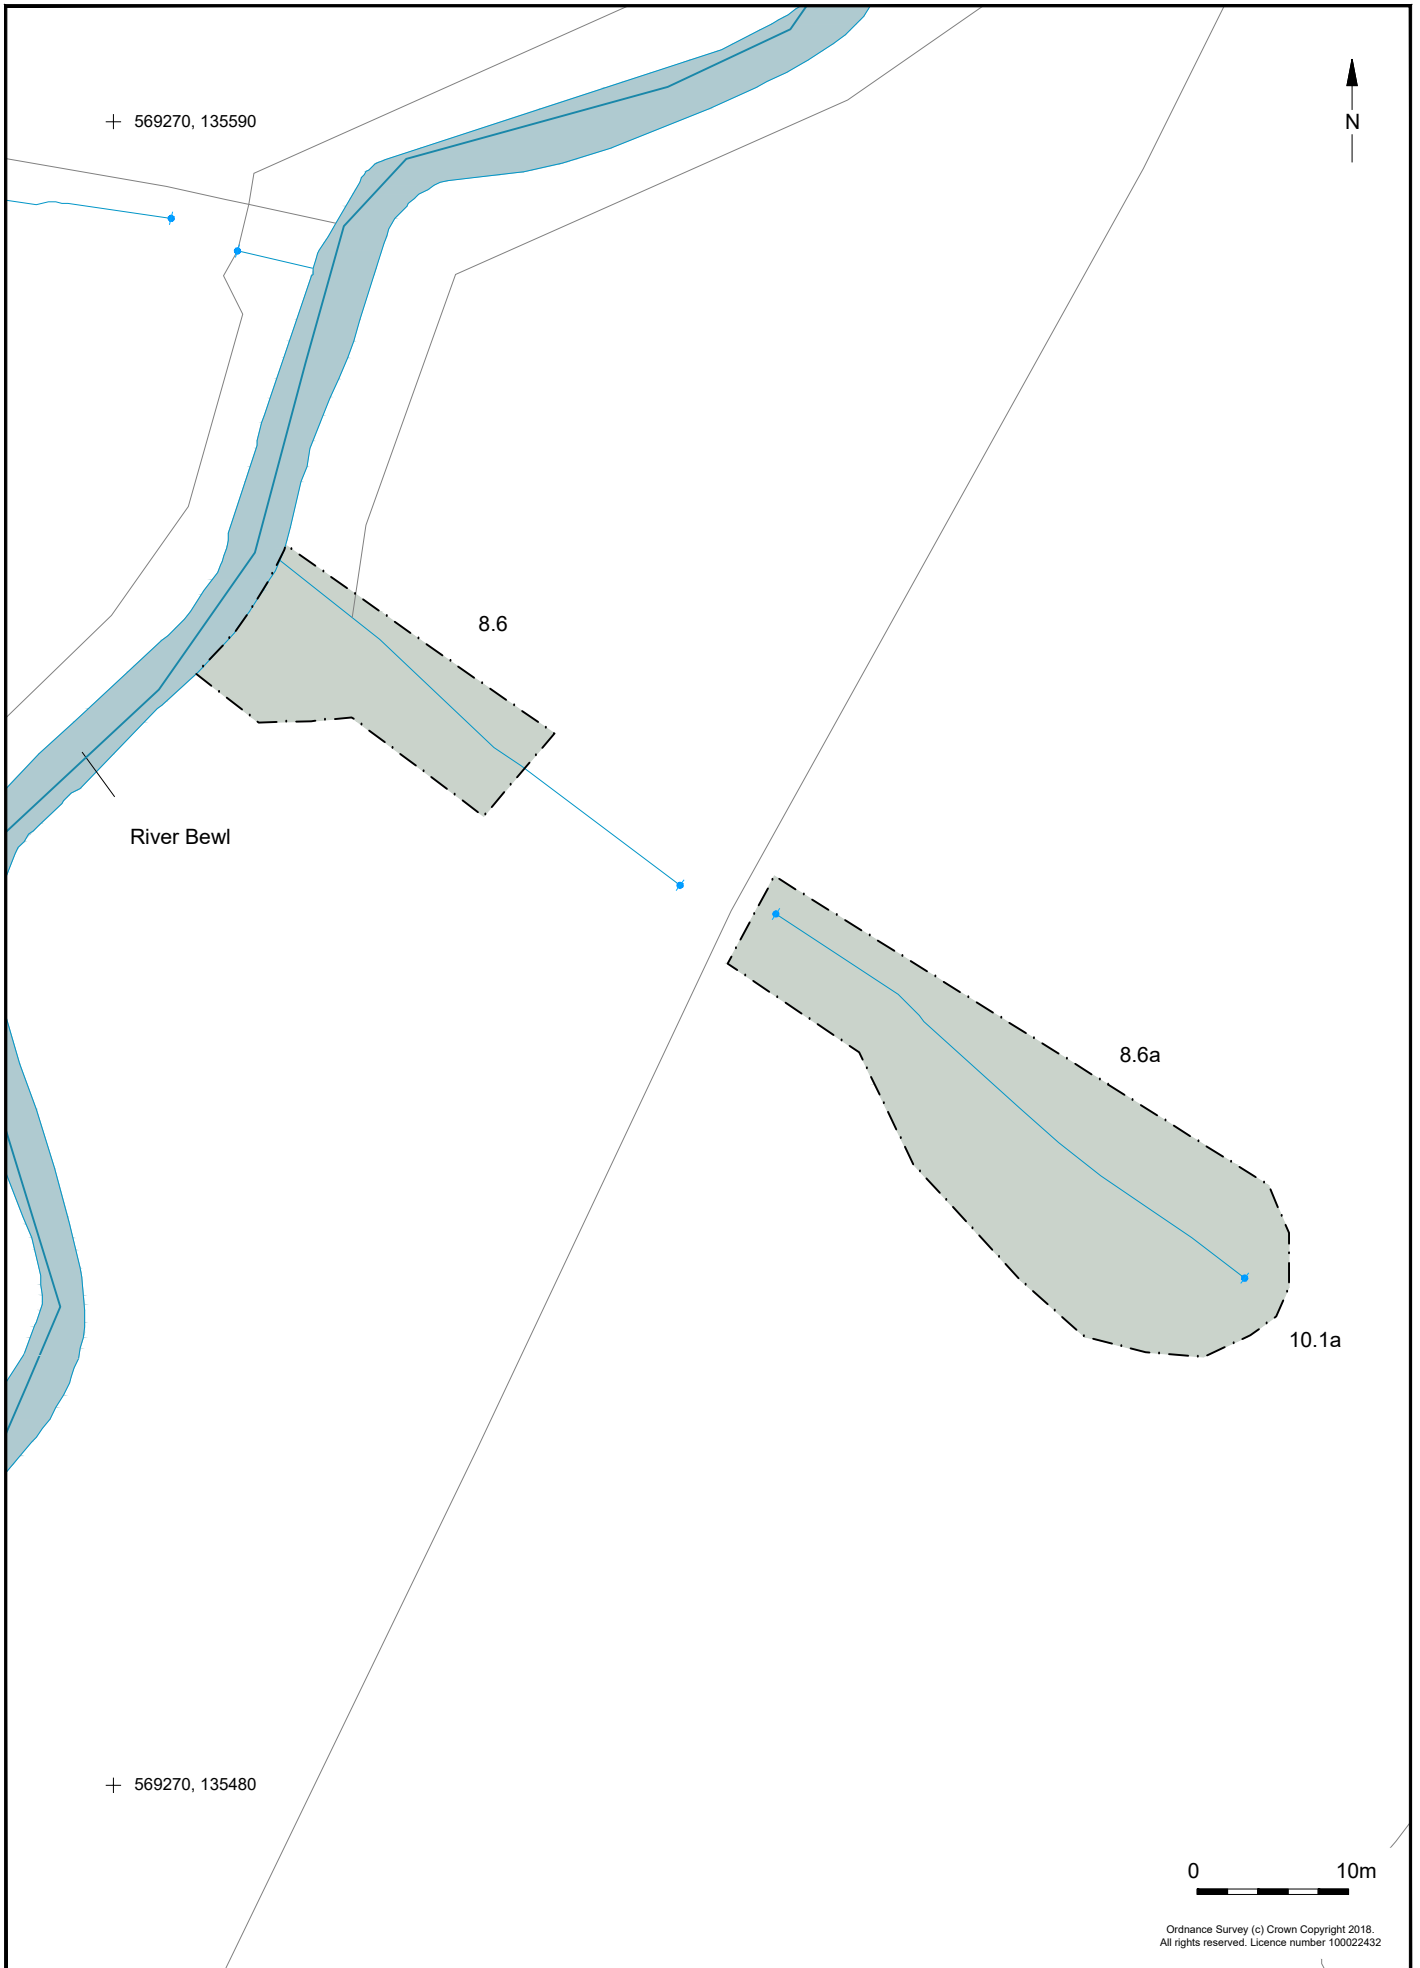 569270, 135590
N
8.6
River Bewl
8.6a
10.1a
569270, 135480
0 10m
Ordnance Survey (c) Crown Copyright 2018.
All rights reserved. Licence number 100022432